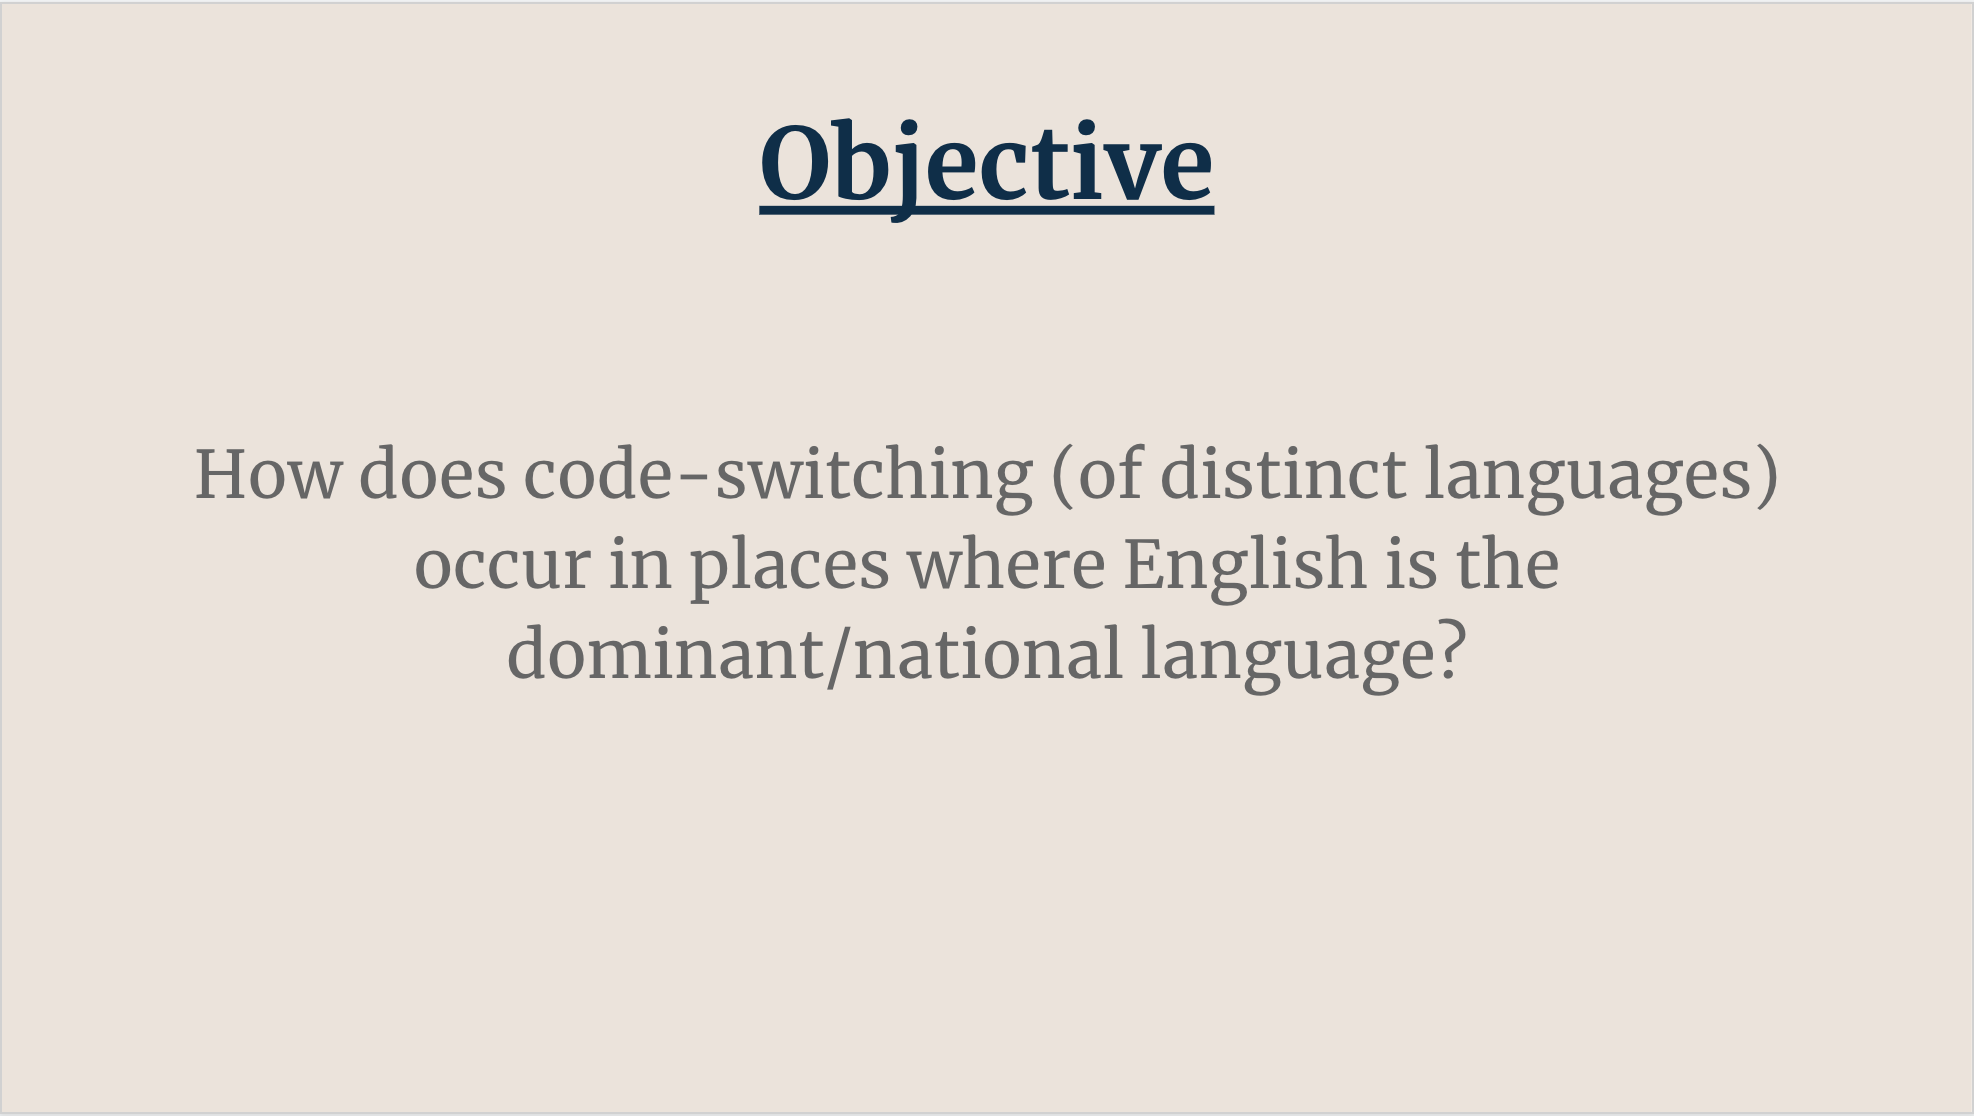 Objective
How does code-switching (of distinct languages)
occur in places where English is the
dominant/national language?